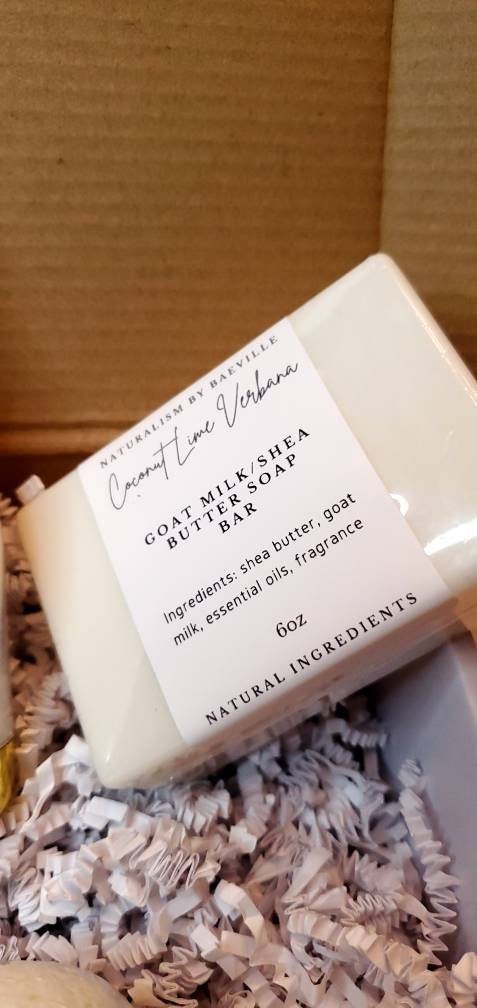 NATURALISM BY BAEVILLE
Coconut Lime Verbana
GOAT MILK/SHEA
BUTTER SOAP
BAR
Ingredients: shea butter, goat
milk, essential oils, fragrance
6oz
NATURAL INGREDIENTS